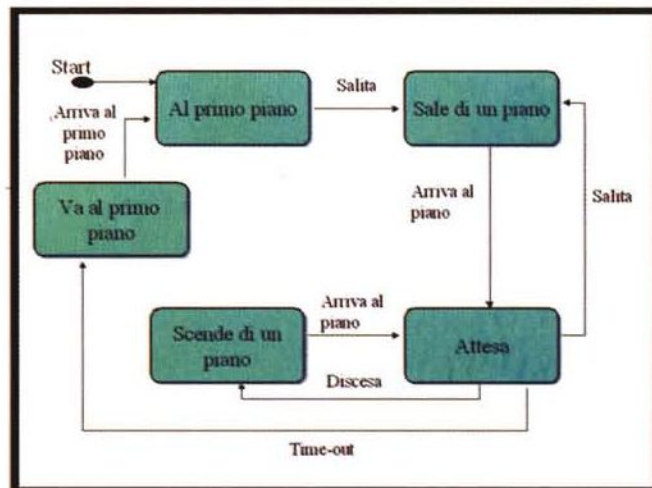 Start
Al primo piano
Salita
Sale di un piano
Arriva al
primo
piano
Va al primo
piano
Arriva al
piano
Salita
Scende di un
piano
Arriva al
piano
Attesa
Discesa
Time-out